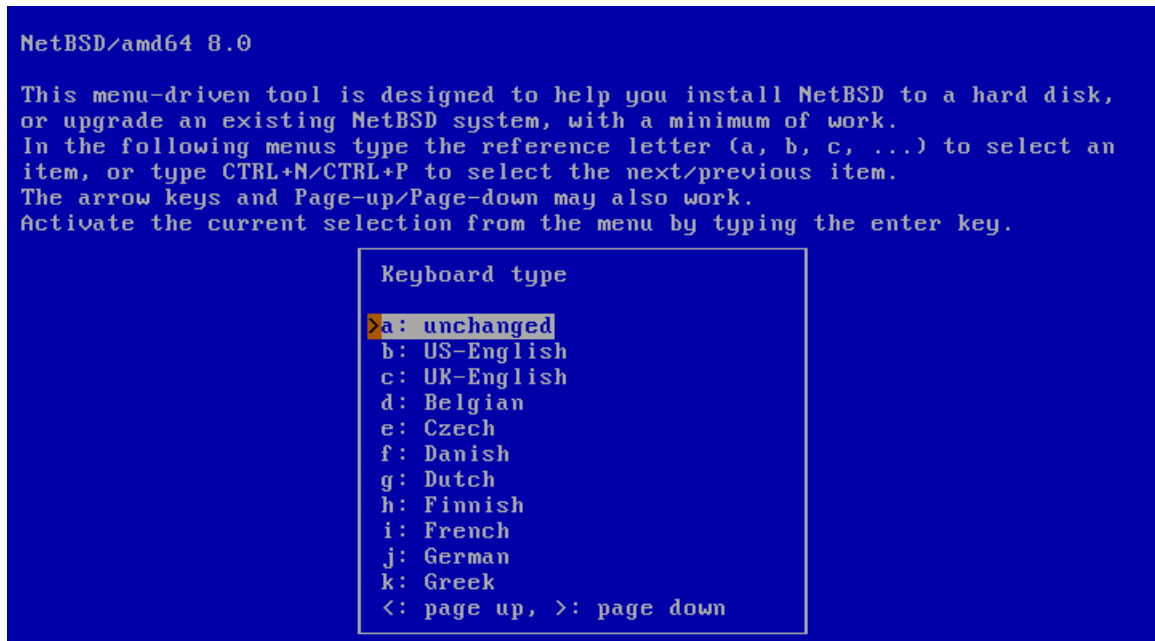 NetBSD/amd64 8.0
This menu-driven tool is designed to help you install NetBSD to a hard disk,
or upgrade an existing NetBSD system, with a minimum of work.
In the following menus type the reference letter (a, b, c, ...) to select an
item, or type CTRL+N/CTRL+P to select the next/previous item.
The arrow keys and Page-up/Page-down may also work.
Activate the current selection from the menu by typing the enter key.
Keyboard type
>a: unchanged
b: US-English
c: UK-English
d: Belgian
e: Czech
f: Danish
g: Dutch
h: Finnish
i: French
j: German
k: Greek
<: page up, >: page down